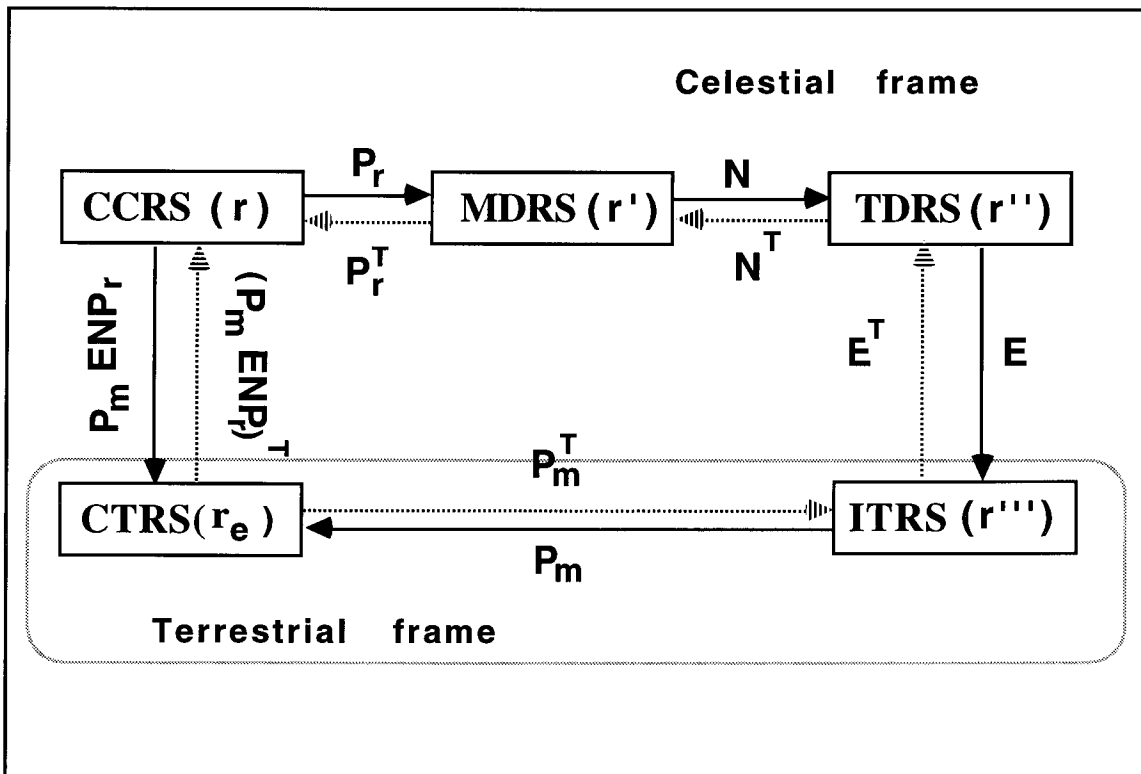 Celestial frame
P_r
N
CCRS (r)
MDRS (r')
TDRS (r'')
P_r^T
N^T
P_m ENP_r
(P_m ENP_r)^T
E^T
E
P_m^T
CTRS(r_e)
ITRS (r''')
P_m
Terrestrial frame